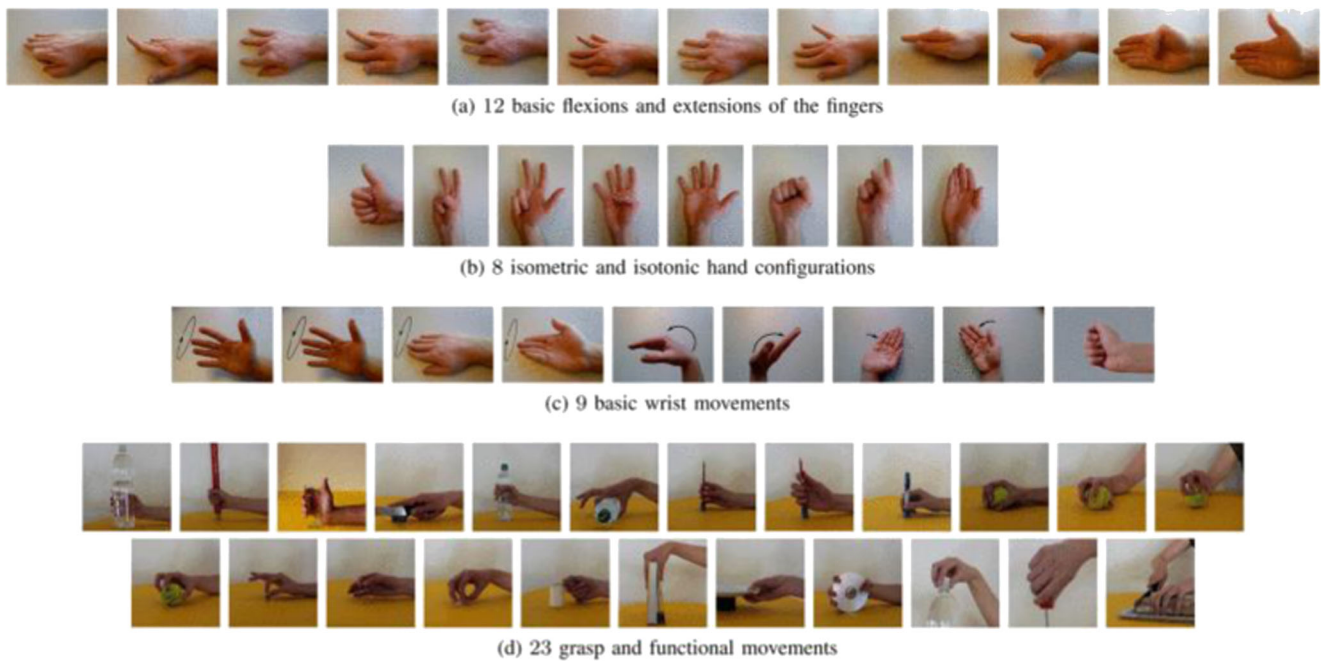 (a) 12 basic flexions and extensions of the fingers
(b) 8 isometric and isotonic hand configurations
(c) 9 basic wrist movements
(d) 23 grasp and functional movements